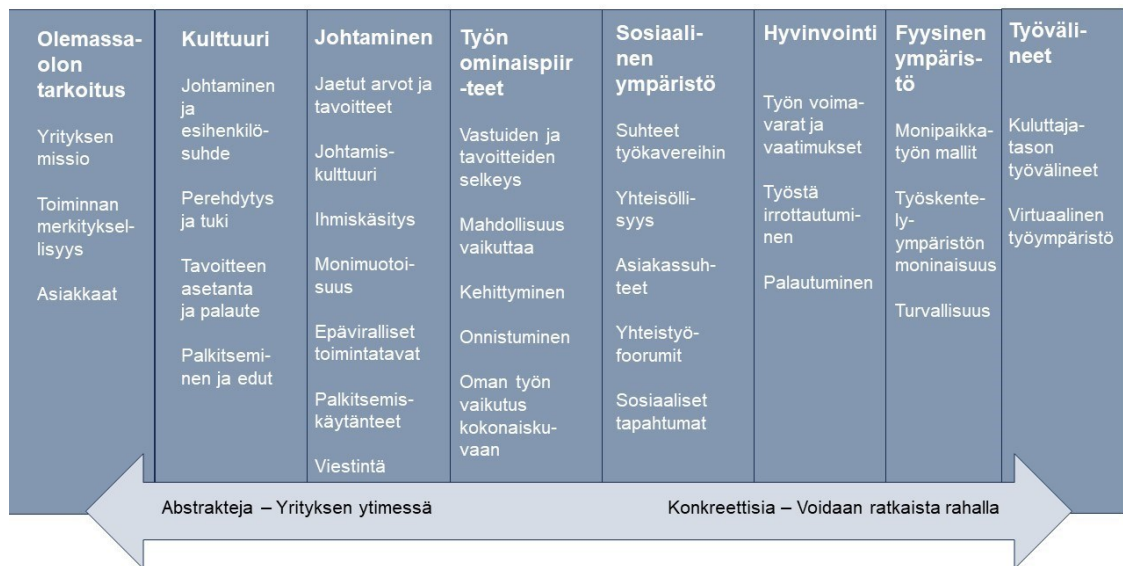 Olemassa-
olon
tarkoitus
Yrityksen
missio
Toiminnan
merkityksel-
lisyys
Asiakkaat
Kulttuuri
Johtaminen
ja
esihenkilö-
suhde
Perehdytys
ja tuki
Tavoitteen
asetanta
ja palaute
Palkitsemi-
nen ja edut
Johtaminen
Jaetut arvot ja
tavoitteet
Johtamis-
kulttuuri
Ihmiskäsitys
Monimuotoi-
suus
Epäviralliset
toimintatavat
Palkitsemis-
käytänteet
Viestintä
Työn
ominaispiir
-teet
Vastuiden ja
tavoitteiden
selkeys
Mahdollisuus
vaikuttaa
Kehittyminen
Onnistuminen
Oman työn
vaikutus
kokonaisku-
vaan
Sosiaali-
nen
ympäristö
Suhteet
työkavereihin
Yhteisölli-
syys
Asiakassuh-
teet
Yhteistyö-
foorumit
Sosiaaliset
tapahtumat
Hyvinvointi
Työn voima-
varat ja
vaatimukset
Työstä
irrottautumi-
nen
Palautuminen
Fyysinen
ympäris-
tö
Monipaikka-
työn mallit
Työskente-
ly-
ympäristön
moninaisuus
Turvallisuus
Työväli-
neet
Kuluttaja-
tason
työvälineet
Virtuaalinen
työympäristö
Abstrakteja – Yrityksen ytimessä
Konkreettisia – Voidaan ratkaista rahalla